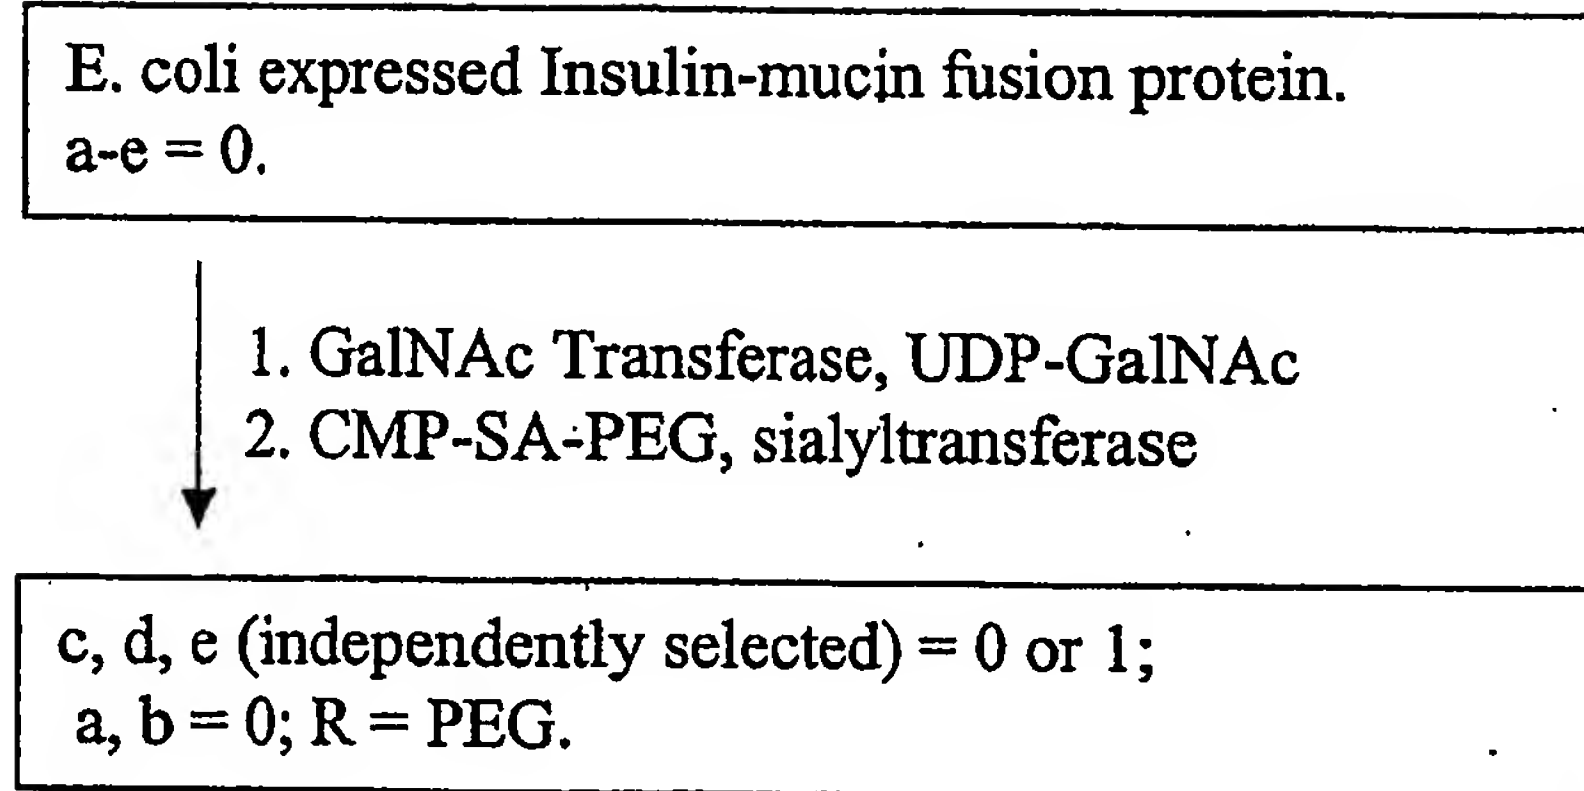 E. coli expressed Insulin-mucin fusion protein.
a-e = 0.
1. GalNAc Transferase, UDP-GalNAc
2. CMP-SA-PEG, sialyltransferase
c, d, e (independently selected) = 0 or 1;
a, b = 0; R = PEG.